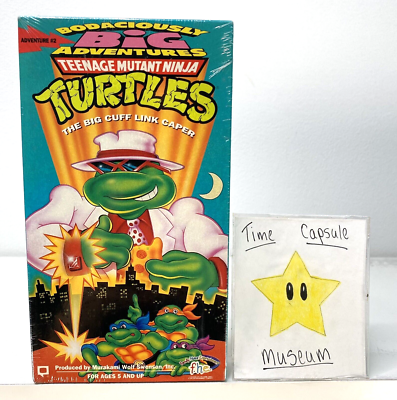 BODACIOUSLY
BIG
ADVENTURES
ADVENTURE #2
TEENAGE MUTANT NINJA
TURTLES
THE BIG CUFF LINK CAPER
Produced by Murakami Wolf Swenson, Inc.
FOR AGES 5 AND UP
fhe
Time Capsule
Museum